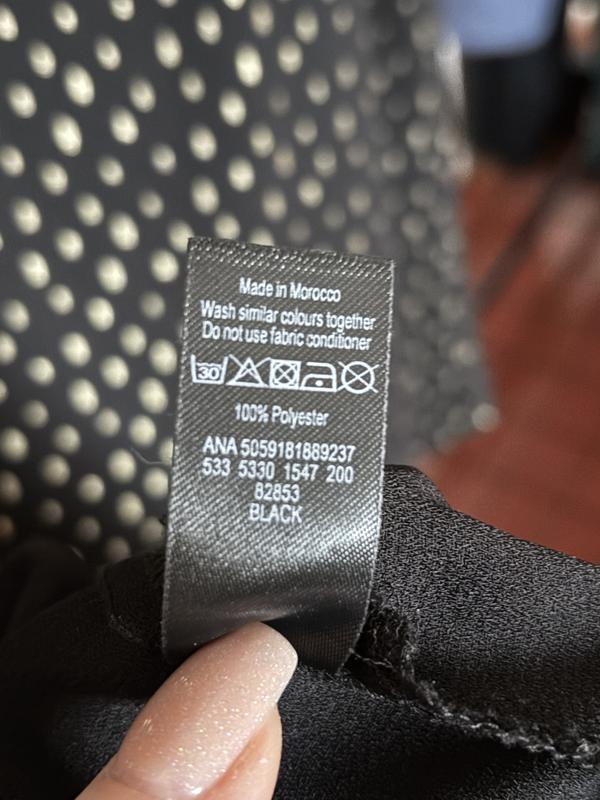 Made in Morocco
Wash similar colours together
Do not use fabric conditioner
30
100% Polyester
ANA 5059181889237
533 5330 1547 200
82853
BLACK